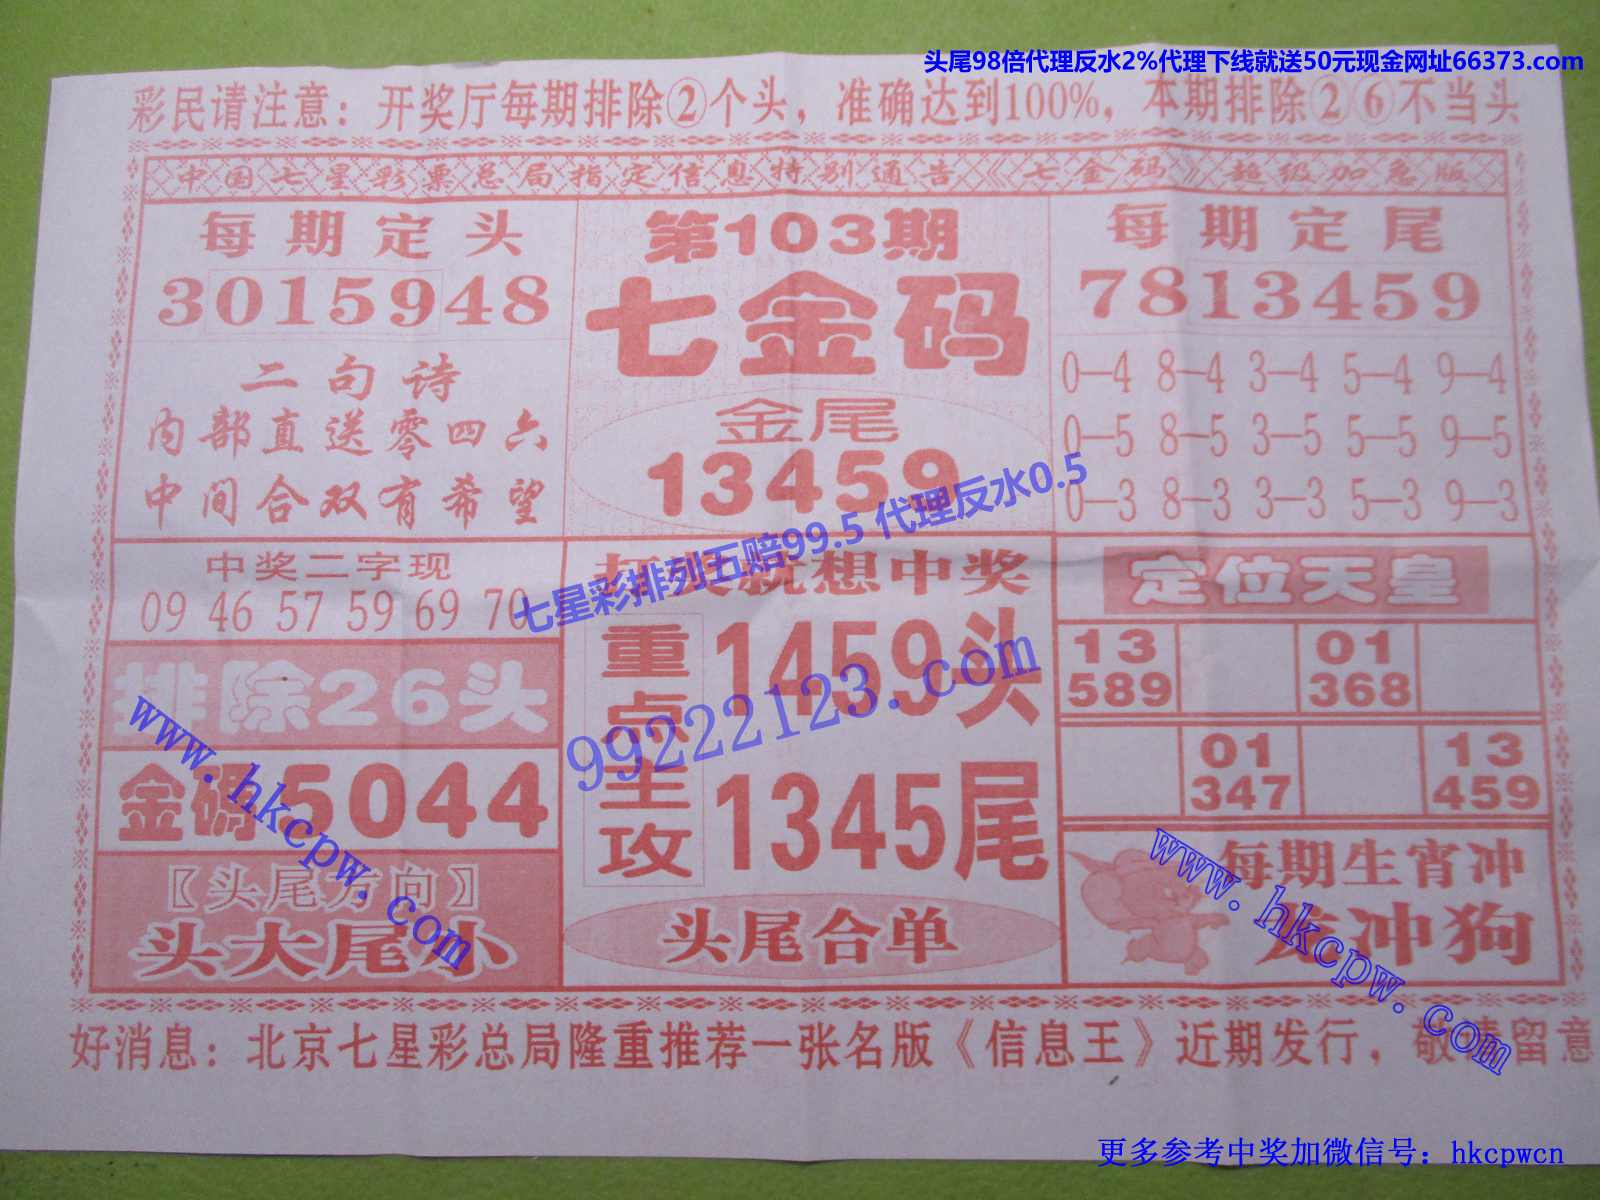 头尾98倍代理反水2%代理下线就送50元现金网址66373.com
彩民请注意：开奖厅每期排除②个头，准确达到100%，本期排除②⑥不当头
中国七星彩票总局指定信息特别通告《七金码》超级加急版
每期定头
3015948
二句诗
内部直送零四六
中间合双有希望
第103期
七金码
金尾
13459
每期定尾
7813459
0—4 8—4 3—4 5—4 9—4
0—5 8—5 3—5 5—5 9—5
0—3 8—3 3—3 5—3 9—3
七星彩排列五赔99.5 代理反水0.5
中奖二字现
09 46 57 59 69 70
排除26头
金碼5044
【头尾方向】
头大尾小
就想中奖
重点主攻
1459头
1345尾
头尾合单
99222123.com
定位天皇
13 01
589 368
01 13
347 459
每期生宵冲
冲狗
www.hkcpw.com
www.hkcpw.com
好消息：北京七星彩总局隆重推荐一张名版《信息王》近期发行，敬请留意
更多参考中奖加微信号：hkcpwcn